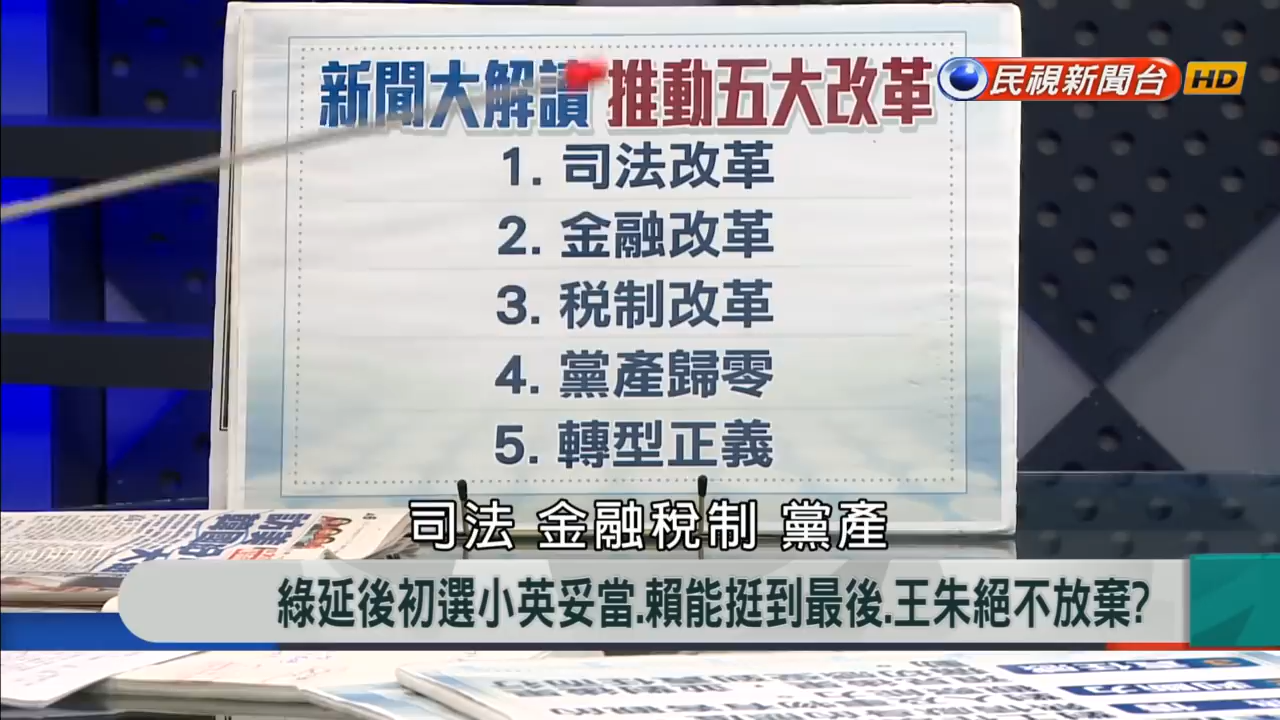 新聞大解讀 推動五大改革
民視新聞台 HD
1. 司法改革
2. 金融改革
3. 税制改革
4. 黨產歸零
5. 轉型正義
司法 金融稅制 黨產
綠延後初選小英妥當.賴能挺到最後.王朱絕不放棄?